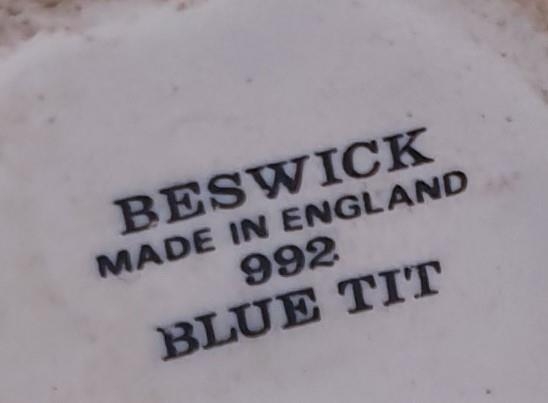 BESWICK
MADE IN ENGLAND
992
BLUE TIT